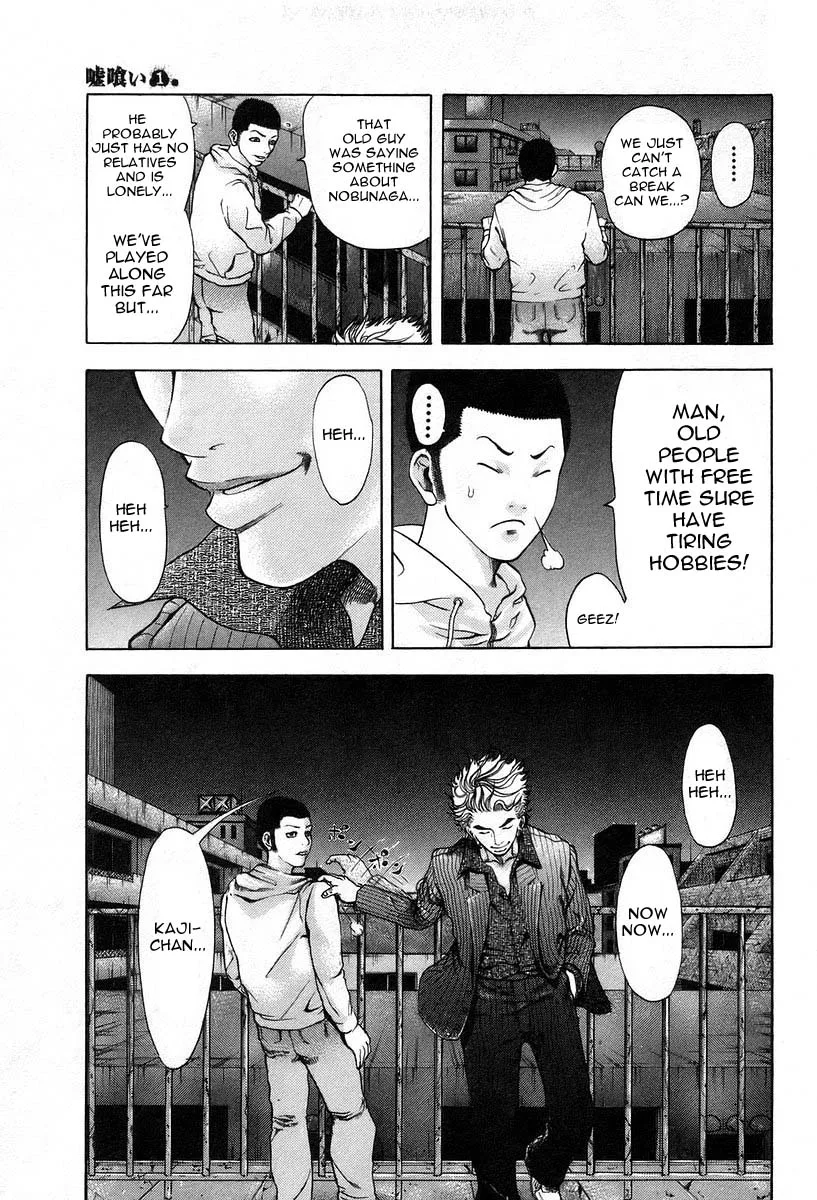 嘘喰い1。
......
WE JUST
CAN'T
CATCH A
BREAK
CAN WE...?
THAT
OLD GUY
WAS SAYING
SOMETHING
ABOUT
NOBUNAGA...
HE
PROBABLY
JUST HAS NO
RELATIVES
AND IS
LONELY...
WE'VE
PLAYED
ALONG
THIS FAR
BUT...
MAN,
OLD
PEOPLE
WITH FREE
TIME SURE
HAVE
TIRING
HOBBIES!
......
GEEZ!
HEH...
HEH
HEH...
HEH
HEH...
NOW
NOW...
ポン
ポン
KAJI-
CHAN...